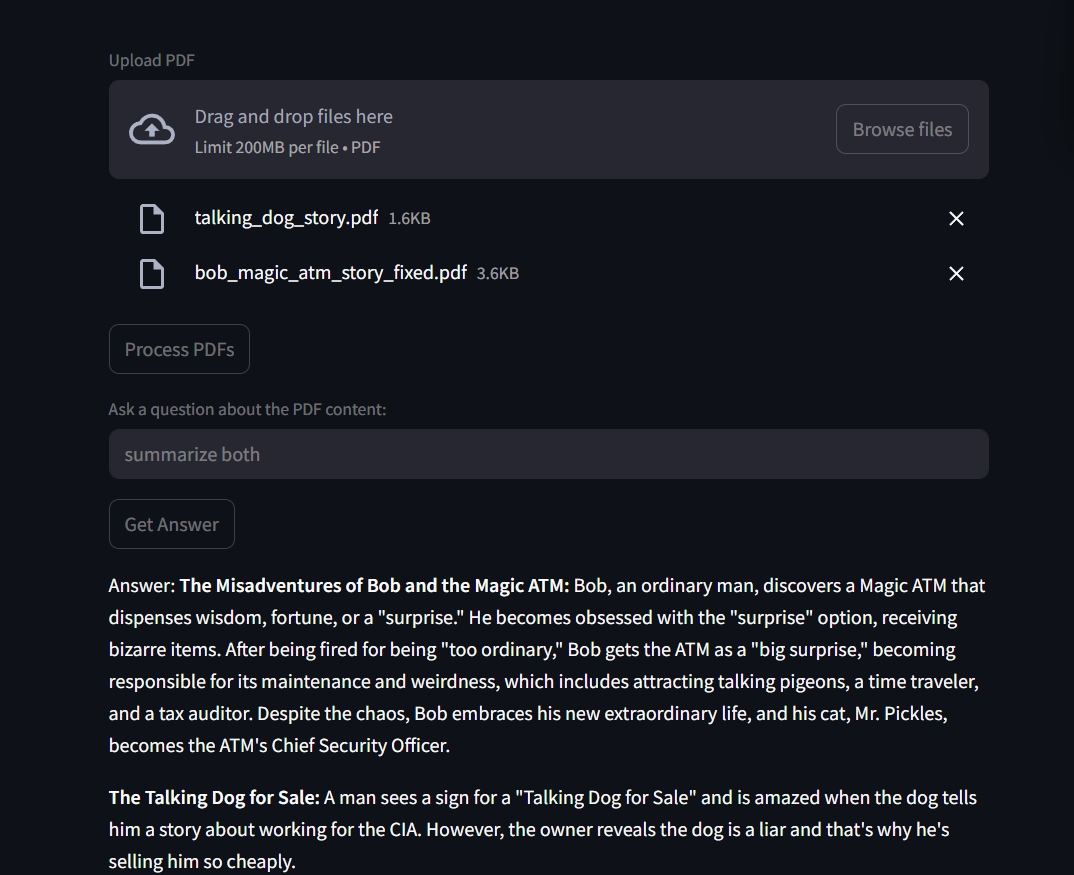 Upload PDF
Drag and drop files here
Limit 200MB per file • PDF
Browse files
talking_dog_story.pdf 1.6KB
bob_magic_atm_story_fixed.pdf 3.6KB
Process PDFs
Ask a question about the PDF content:
summarize both
Get Answer
Answer: The Misadventures of Bob and the Magic ATM: Bob, an ordinary man, discovers a Magic ATM that
dispenses wisdom, fortune, or a "surprise." He becomes obsessed with the "surprise" option, receiving
bizarre items. After being fired for being "too ordinary," Bob gets the ATM as a "big surprise," becoming
responsible for its maintenance and weirdness, which includes attracting talking pigeons, a time traveler,
and a tax auditor. Despite the chaos, Bob embraces his new extraordinary life, and his cat, Mr. Pickles,
becomes the ATM's Chief Security Officer.
The Talking Dog for Sale: A man sees a sign for a "Talking Dog for Sale" and is amazed when the dog tells
him a story about working for the CIA. However, the owner reveals the dog is a liar and that's why he's
selling him so cheaply.